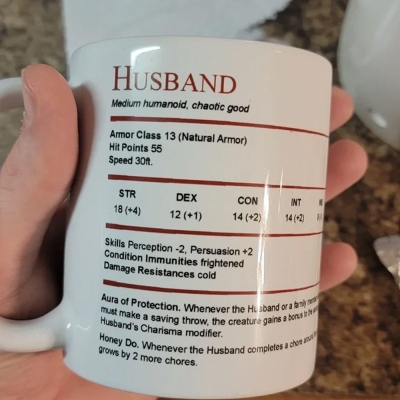 HUSBAND
Medium humanoid, chaotic good
Armor Class 13 (Natural Armor)
Hit Points 55
Speed 30ft.
STR DEX CON INT
18 (+4) 12 (+1) 14 (+2) 14 (+2)
Skills Perception -2, Persuasion +2
Condition Immunities frightened
Damage Resistances cold
Aura of Protection. Whenever the Husband or a family
must make a saving throw, the creature gains a bonus to the
Husband's Charisma modifier.
Honey Do. Whenever the Husband completes a chore around
grows by 2 more chores.